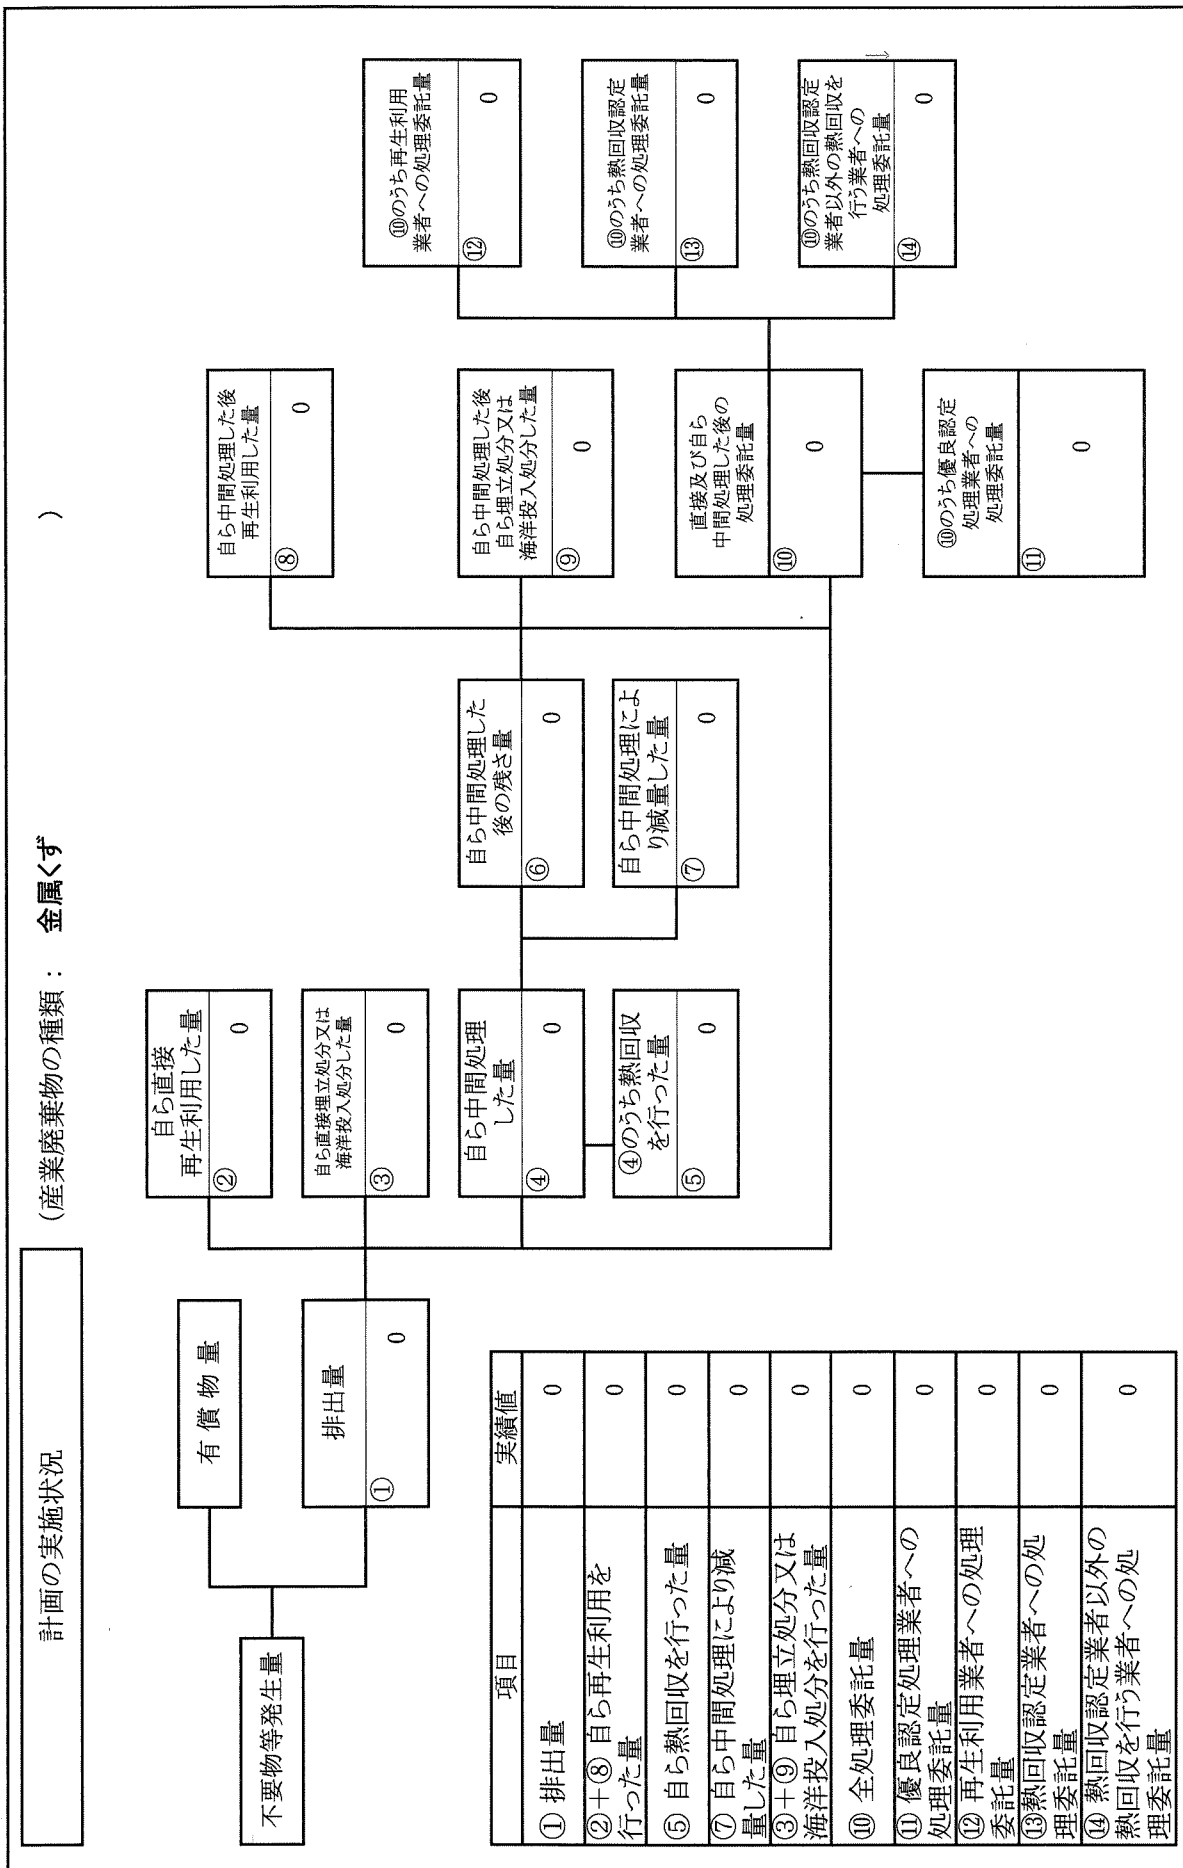 計画の実施状況
(産業廃棄物の種類： 金属くず )
不要物等発生量
有償物量
排出量
① 0
自ら直接
再生利用した量
② 0
自ら直接埋立処分又は
海洋投入処分した量
③ 0
自ら中間処理
した量
④ 0
④のうち熱回収
を行った量
⑤ 0
自ら中間処理した
後の残さ量
⑥ 0
自ら中間処理によ
り減量した量
⑦ 0
自ら中間処理した後
再生利用した量
⑧ 0
自ら中間処理した後
自ら埋立処分又は
海洋投入処分した量
⑨ 0
直接及び自ら
中間処理した後の
処理委託量
⑩ 0
⑩のうち優良認定
処理業者への
処理委託量
⑪ 0
⑩のうち再生利用
業者への処理委託量
⑫ 0
⑩のうち熱回収認定
業者への処理委託量
⑬ 0
⑩のうち熱回収認定
業者以外の熱回収を
行う業者への
処理委託量
⑭ 0
項目 実績値
① 排出量 0
②＋⑧ 自ら再生利用を
行った量 0
⑤ 自ら熱回収を行った量 0
⑦ 自ら中間処理により減
量した量 0
③＋⑨ 自ら埋立処分又は
海洋投入処分を行った量 0
⑩ 全処理委託量 0
⑪ 優良認定処理業者への
処理委託量 0
⑫ 再生利用業者への処理
委託量 0
⑬熱回収認定業者への処
理委託量 0
⑭ 熱回収認定業者以外の
熱回収を行う業者への処
理委託量 0